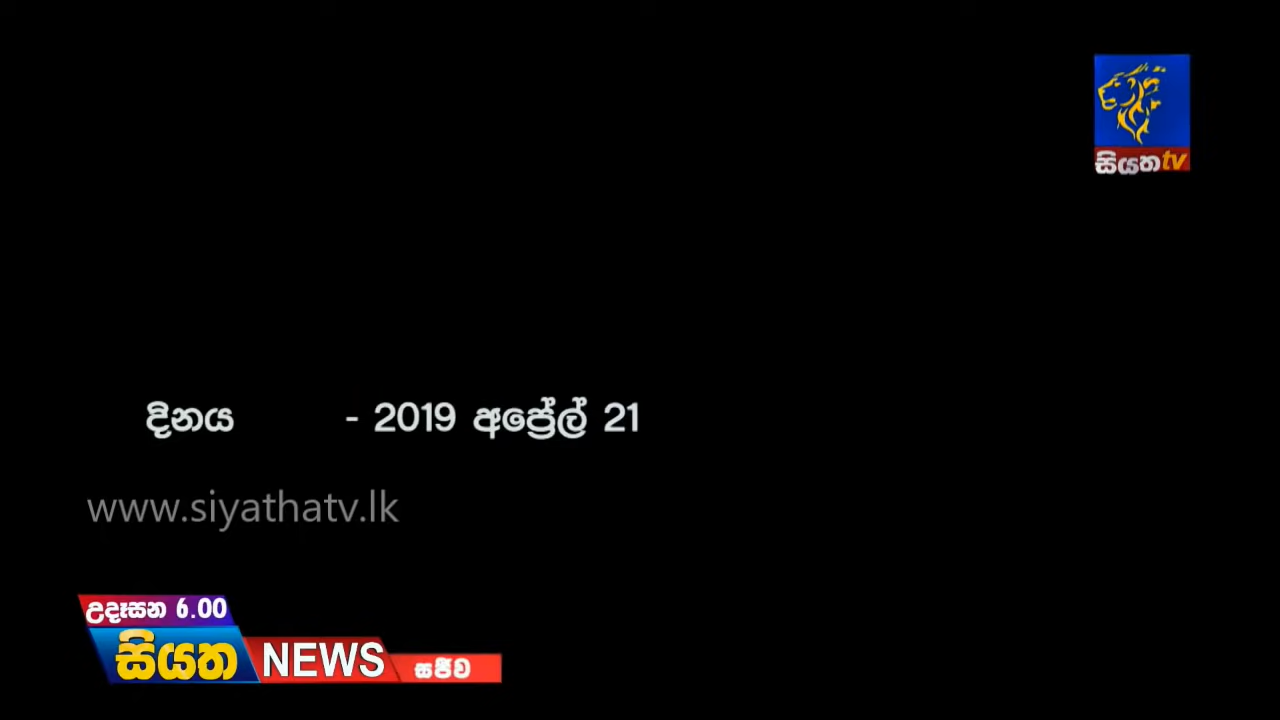 සියත tv
දිනය - 2019 අප්‍රේල් 21
www.siyathatv.lk
උදෑසන 6.00
සියත NEWS සජීව